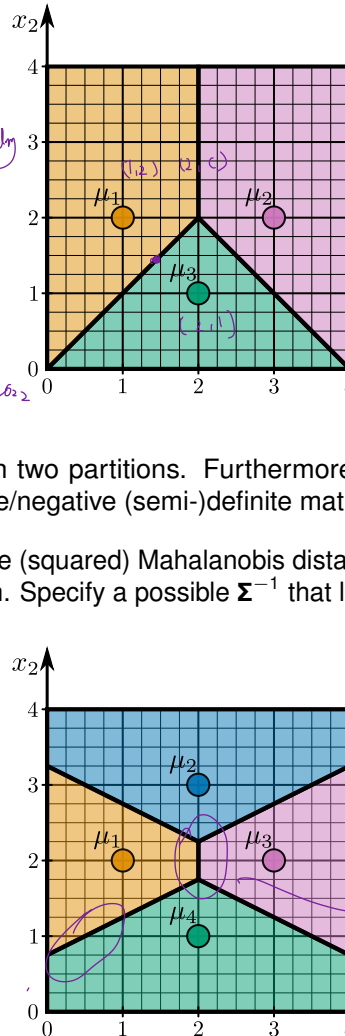 x₂
4
3
(1,2)
μ₁
μ₂
2
μ₃
1
0
0 1 2 3
n two partitions. Furthermore
e/negative (semi-)definite mat
e (squared) Mahalanobis dista
n. Specify a possible Σ⁻¹ that l
x₂
4
μ₂
3
μ₁
μ₃
2
μ₄
1
0
0 1 2 3